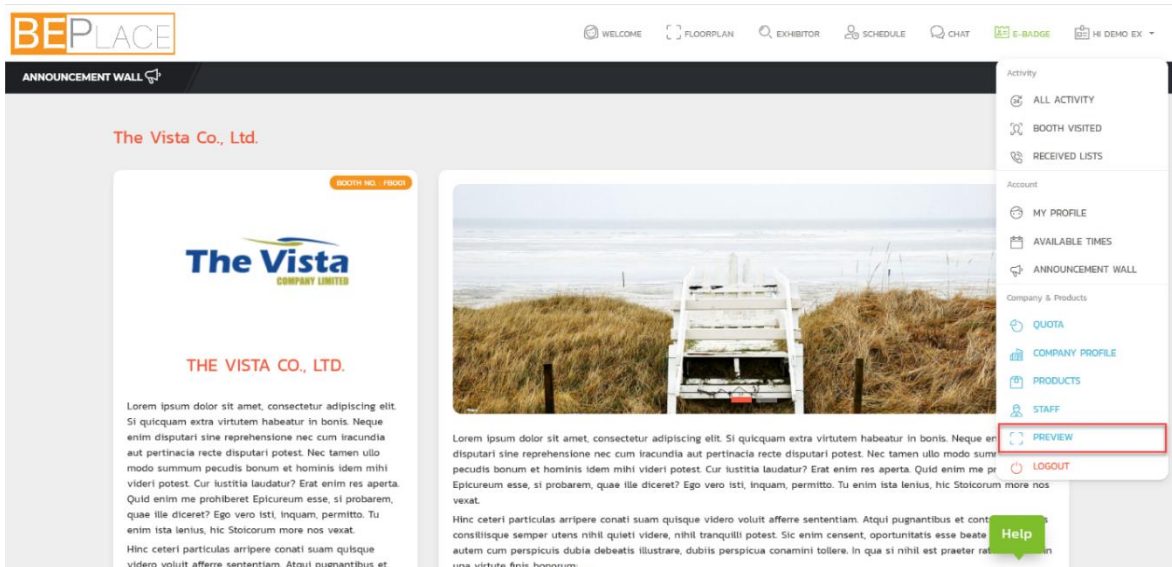 BEPLACE
WELCOME
FLOORPLAN
EXHIBITOR
SCHEDULE
CHAT
E-BADGE
HI DEMO EX
ANNOUNCEMENT WALL
The Vista Co., Ltd.
BOOTH NO. : FB001
The Vista
COMPANY LIMITED
THE VISTA CO., LTD.
Lorem ipsum dolor sit amet, consectetur adipiscing elit.
Si quicquam extra virtutem habeatur in bonis. Neque
enim disputari sine reprehensione nec cum iracundia
aut pertinacia recte disputari potest. Nec tamen ullo
modo summum pecudis bonum et hominis idem mihi
videri potest. Cur iustitia laudatur? Erat enim res aperta.
Quid enim me prohiberet Epicureum esse, si probarem,
quae ille diceret? Ego vero isti, inquam, permitto. Tu
enim ista lenius, hic Stoicorum more nos vexat.
Hinc ceteri particulas arripere conati suam quisque
videro voluit afferre sententiam. Atqui pugnantibus et
Lorem ipsum dolor sit amet, consectetur adipiscing elit. Si quicquam extra virtutem habeatur in bonis. Neque en
disputari sine reprehensione nec cum iracundia aut pertinacia recte disputari potest. Nec tamen ullo modo sum
pecudis bonum et hominis idem mihi videri potest. Cur iustitia laudatur? Erat enim res aperta. Quid enim me pr
Epicureum esse, si probarem, quae ille diceret? Ego vero isti, inquam, permitto. Tu enim ista lenius, hic Stoicorum more nos
vexat.
Hinc ceteri particulas arripere conati suam quisque videro voluit afferre sententiam. Atqui pugnantibus et cont s
consiliisque semper utens nihil quieti videre, nihil tranquilli potest. Sic enim censent, oportunitatis esse beate
autem cum perspicuis dubia debeatis illustrare, dubiis perspicua conamini tollere. In qua si nihil est praeter rat n
una virtute finis bonorum;
Activity
ALL ACTIVITY
BOOTH VISITED
RECEIVED LISTS
Account
MY PROFILE
AVAILABLE TIMES
ANNOUNCEMENT WALL
Company & Products
QUOTA
COMPANY PROFILE
PRODUCTS
STAFF
PREVIEW
LOGOUT
Help